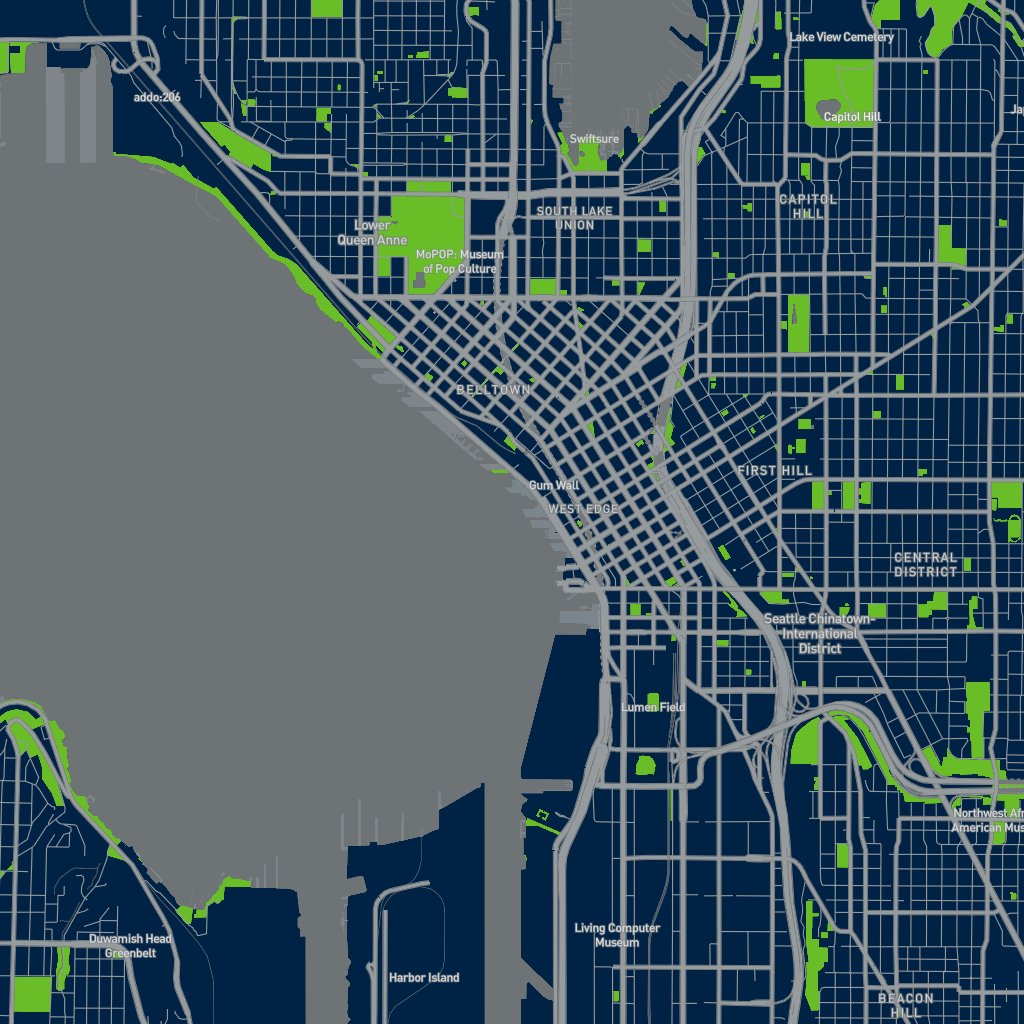 Lake View Cemetery
addo:206
Capitol Hill
Swiftsure
CAPITOL
HILL
SOUTH LAKE
UNION
Lower
Queen Anne
MoPOP: Museum
of Pop Culture
BELLTOWN
FIRST HILL
Gum Wall
WEST EDGE
CENTRAL
DISTRICT
Seattle Chinatown-
International
District
Lumen Field
Northwest Afri
American Mus
Living Computer
Museum
Duwamish Head
Greenbelt
Harbor Island
BEACON
HILL